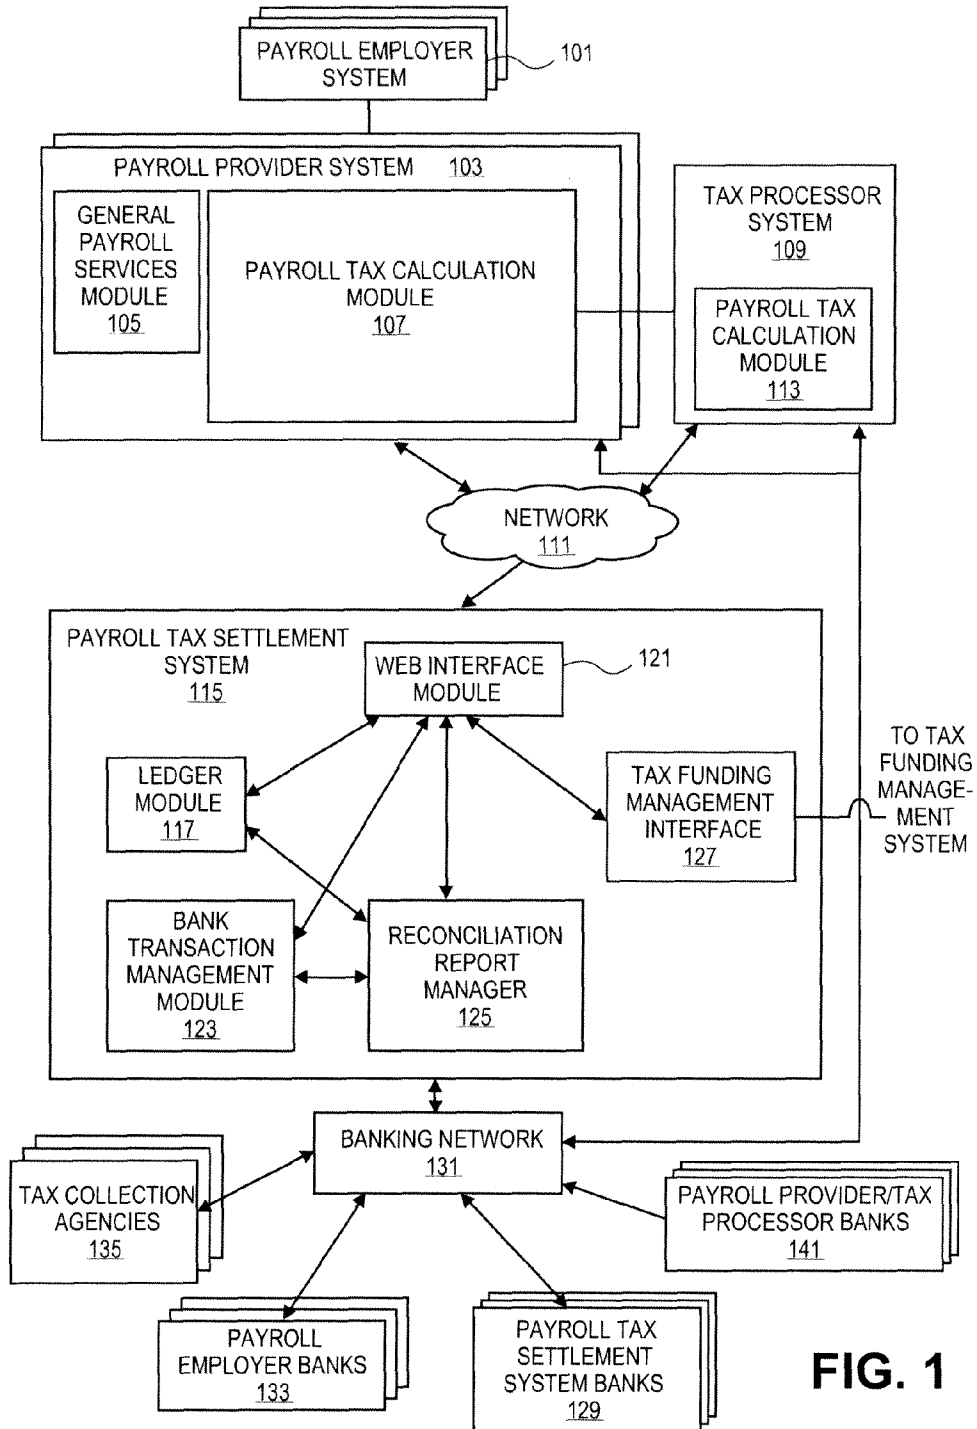 PAYROLL EMPLOYER
SYSTEM
101
PAYROLL PROVIDER SYSTEM 103
GENERAL
PAYROLL
SERVICES
MODULE
105
PAYROLL TAX CALCULATION
MODULE
107
TAX PROCESSOR
SYSTEM
109
PAYROLL TAX
CALCULATION
MODULE
113
NETWORK
111
PAYROLL TAX SETTLEMENT
SYSTEM
115
WEB INTERFACE
MODULE
121
LEDGER
MODULE
117
TAX FUNDING
MANAGEMENT
INTERFACE
127
TO TAX
FUNDING
MANAGE-
MENT
SYSTEM
BANK
TRANSACTION
MANAGEMENT
MODULE
123
RECONCILIATION
REPORT
MANAGER
125
BANKING NETWORK
131
TAX COLLECTION
AGENCIES
135
PAYROLL PROVIDER/TAX
PROCESSOR BANKS
141
PAYROLL
EMPLOYER BANKS
133
PAYROLL TAX
SETTLEMENT
SYSTEM BANKS
129
FIG. 1